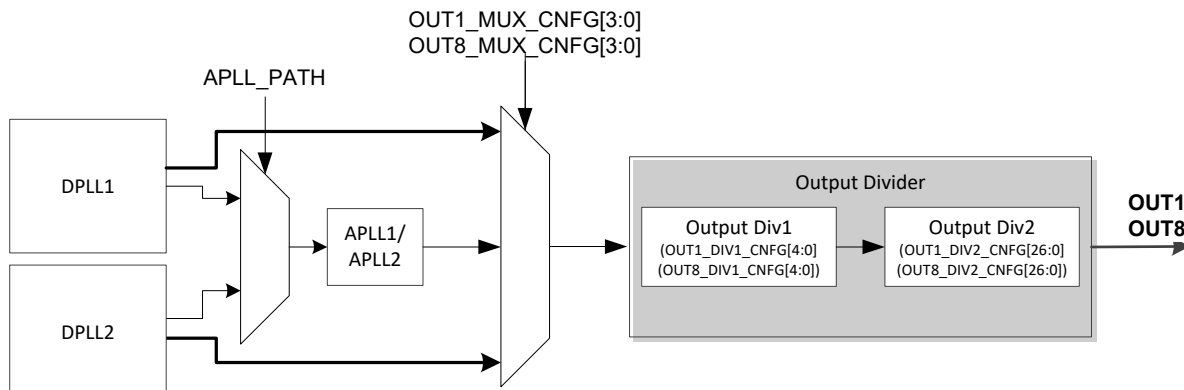 OUT1_MUX_CNFG[3:0]
OUT8_MUX_CNFG[3:0]
APLL_PATH
DPLL1
DPLL2
APLL1/
APLL2
Output Divider
Output Div1
(OUT1_DIV1_CNFG[4:0]
(OUT8_DIV1_CNFG[4:0])
Output Div2
(OUT1_DIV2_CNFG[26:0]
(OUT8_DIV2_CNFG[26:0])
OUT1
OUT8